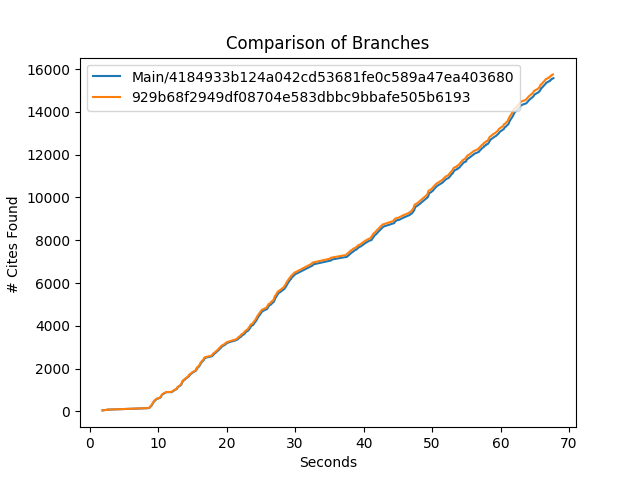 Comparison of Branches
Main/4184933b124a042cd53681fe0c589a47ea403680
929b68f2949df08704e583dbbc9bbafe505b6193
# Cites Found
16000
14000
12000
10000
8000
6000
4000
2000
0
0 10 20 30 40 50 60 70
Seconds